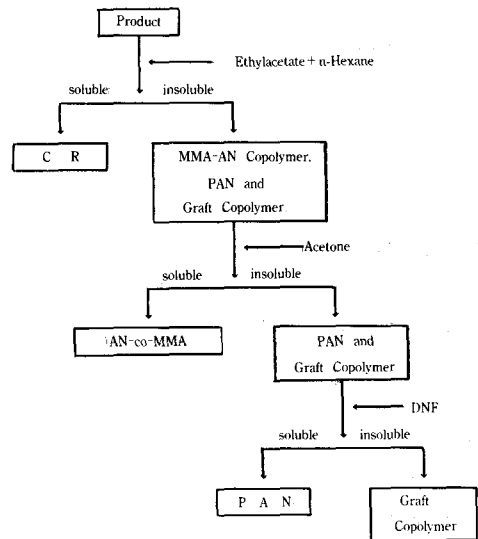 Product
Ethylacetate + n-Hexane
soluble insoluble
C R
MMA-AN Copolymer,
PAN and
Graft Copolymer
Acetone
soluble insoluble
AN-co-MMA
PAN and
Graft Copolymer
DNF
soluble insoluble
P A N
Graft
Copolymer